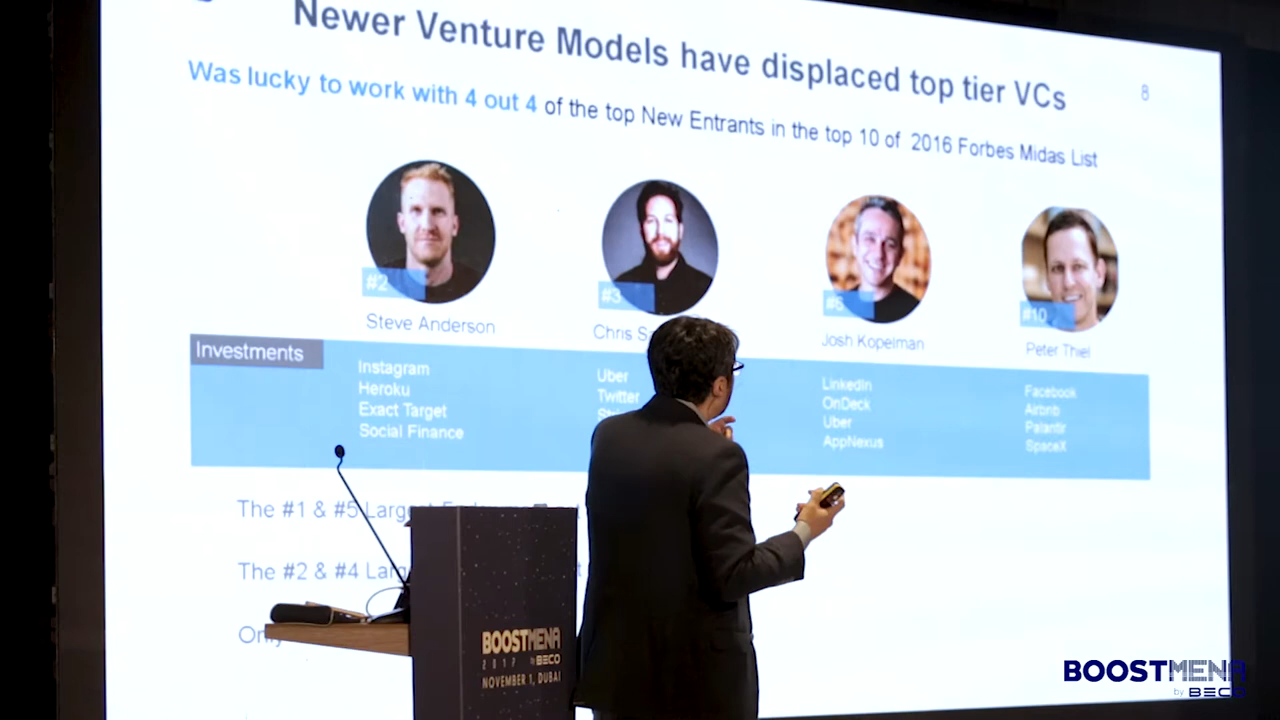 Newer Venture Models have displaced top tier VCs
8
Was lucky to work with 4 out 4 of the top New Entrants in the top 10 of 2016 Forbes Midas List
#2
#3
#5
#10
Steve Anderson
Chris
Josh Kopelman
Peter Thiel
Investments
Instagram
Heroku
Exact Target
Social Finance
Uber
Twitter
LinkedIn
OnDeck
Uber
AppNexus
Facebook
Airbnb
Palantir
SpaceX
The #1 & #5
The #2 & #4
BOOSTMENA
2017 by BECO
NOVEMBER 1, DUBAI
BOOSTMENA
by BECO